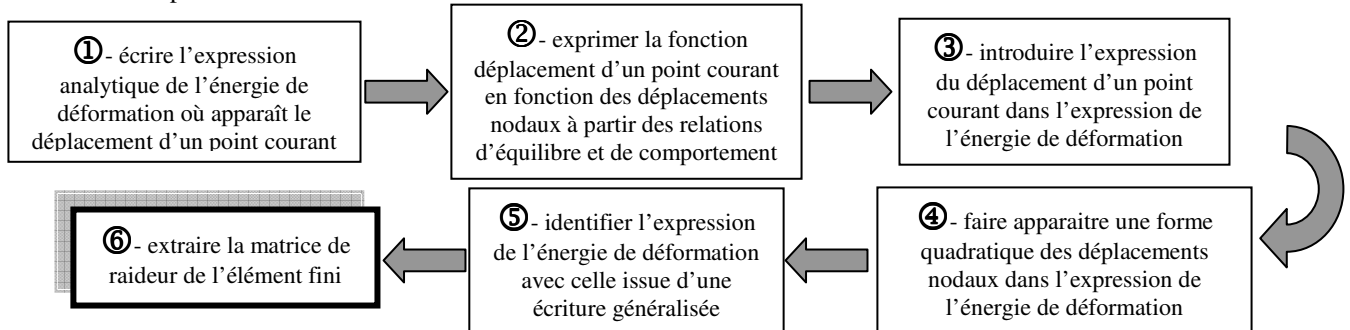 ① - écrire l’expression
analytique de l’énergie de
déformation où apparaît le
déplacement d’un point courant
② - exprimer la fonction
déplacement d’un point courant
en fonction des déplacements
nodaux à partir des relations
d’équilibre et de comportement
③ - introduire l’expression
du déplacement d’un point
courant dans l’expression de
l’énergie de déformation
④ - faire apparaitre une forme
quadratique des déplacements
nodaux dans l’expression de
l’énergie de déformation
⑤ - identifier l’expression
de l’énergie de déformation
avec celle issue d’une
écriture généralisée
⑥ - extraire la matrice de
raideur de l’élément fini